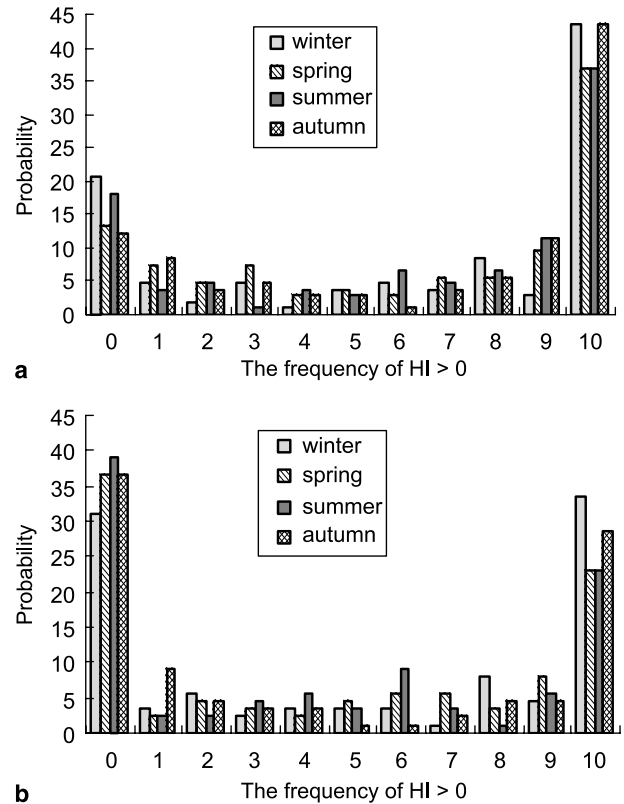 45
40
35
30
25
20
15
10
5
0
Probability
winter
spring
summer
autumn
0 1 2 3 4 5 6 7 8 9 10
The frequency of HI > 0
a
45
40
35
30
25
20
15
10
5
0
Probability
winter
spring
summer
autumn
0 1 2 3 4 5 6 7 8 9 10
The frequency of HI > 0
b